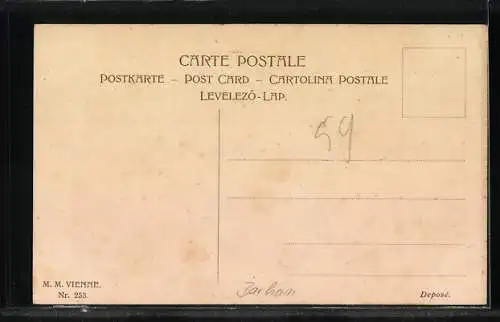 CARTE POSTALE
POSTKARTE – POST CARD – CARTOLINA POSTALE
LEVELEZŐ-LAP.
59
M. M. VIENNE.
Nr. 253.
Deposé.